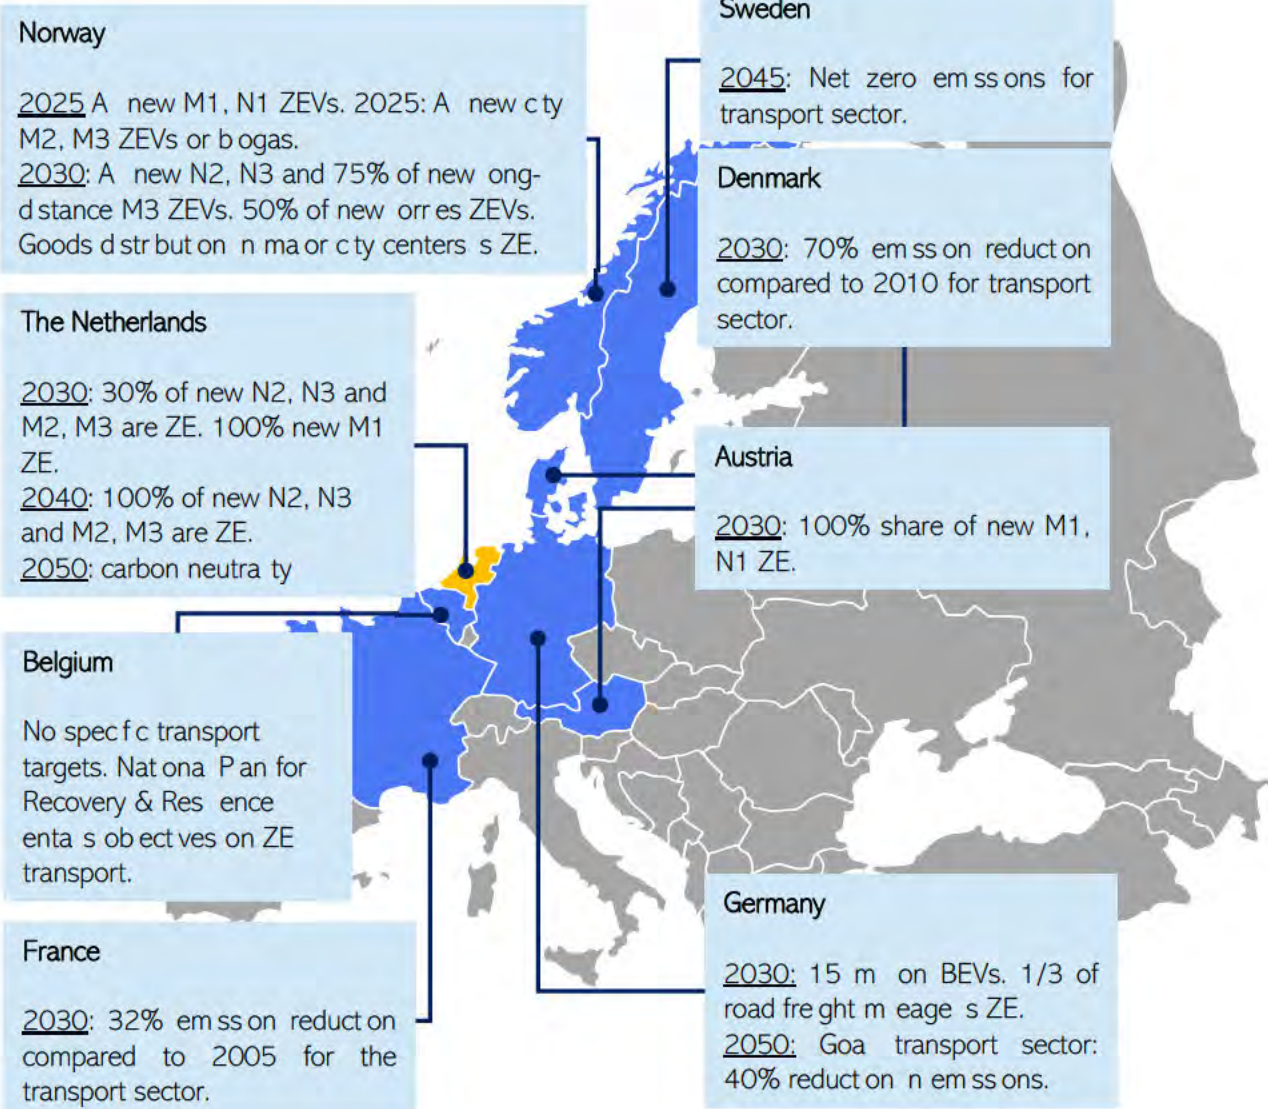 Norway
2025 A new M1, N1 ZEVs. 2025: A new c ty
M2, M3 ZEVs or b ogas.
2030: A new N2, N3 and 75% of new ong-
d stance M3 ZEVs. 50% of new orr es ZEVs.
Goods d str but on n ma or c ty centers s ZE.
Sweden
2045: Net zero em ss ons for
transport sector.
Denmark
2030: 70% em ss on reduct on
compared to 2010 for transport
sector.
The Netherlands
2030: 30% of new N2, N3 and
M2, M3 are ZE. 100% new M1
ZE.
2040: 100% of new N2, N3
and M2, M3 are ZE.
2050: carbon neutra ty
Austria
2030: 100% share of new M1,
N1 ZE.
Belgium
No spec f c transport
targets. Nat ona P an for
Recovery & Res ence
enta s ob ect ves on ZE
transport.
France
2030: 32% em ss on reduct on
compared to 2005 for the
transport sector.
Germany
2030: 15 m on BEVs. 1/3 of
road fre ght m eage s ZE.
2050: Goa transport sector:
40% reduct on n em ss ons.